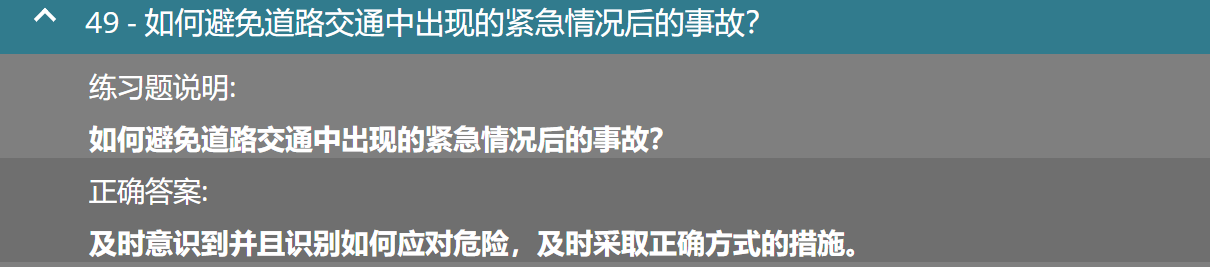 49 - 如何避免道路交通中出现的紧急情况后的事故?
练习题说明:
如何避免道路交通中出现的紧急情况后的事故?
正确答案:
及时意识到并且识别如何应对危险，及时采取正确方式的措施。